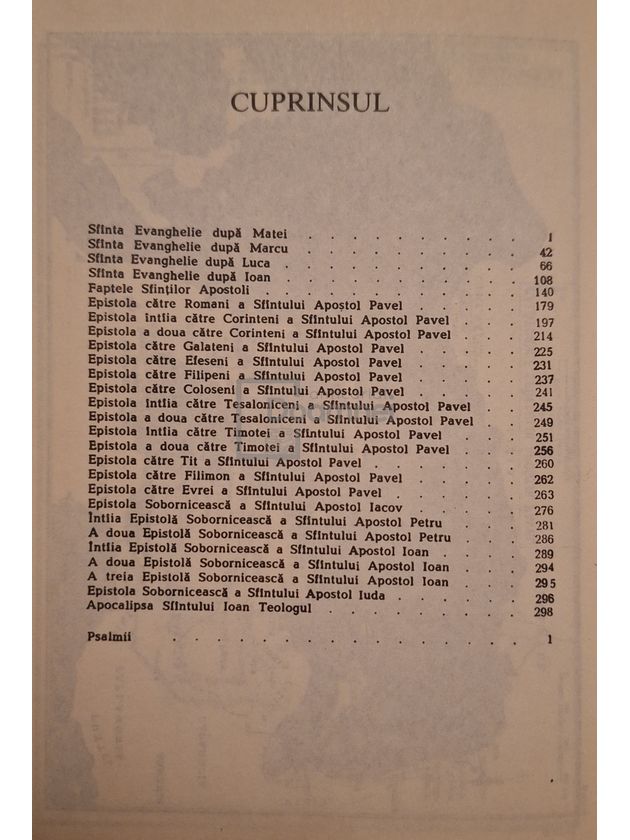 CUPRINSUL
Sfînta Evanghelie după Matei . . . . . . . . 1
Sfînta Evanghelie după Marcu . . . . . . . . 42
Sfînta Evanghelie după Luca . . . . . . . . 66
Sfînta Evanghelie după Ioan . . . . . . . . 108
Faptele Sfinților Apostoli . . . . . . . . . 140
Epistola către Romani a Sfîntului Apostol Pavel . . . . 179
Epistola întîia către Corinteni a Sfîntului Apostol Pavel . . 197
Epistola a doua către Corinteni a Sfîntului Apostol Pavel . . 214
Epistola către Galateni a Sfîntului Apostol Pavel . . . . 225
Epistola către Efeseni a Sfîntului Apostol Pavel . . . . 231
Epistola către Filipeni a Sfîntului Apostol Pavel . . . . 237
Epistola către Coloseni a Sfîntului Apostol Pavel . . . . 241
Epistola întîia către Tesaloniceni a Sfîntului Apostol Pavel . . 245
Epistola a doua către Tesaloniceni a Sfîntului Apostol Pavel . . 249
Epistola întîia către Timotei a Sfîntului Apostol Pavel . . . 251
Epistola a doua către Timotei a Sfîntului Apostol Pavel . . . 256
Epistola către Tit a Sfîntului Apostol Pavel . . . . . . 260
Epistola către Filimon a Sfîntului Apostol Pavel . . . . 262
Epistola către Evrei a Sfîntului Apostol Pavel . . . . . 263
Epistola Sobornicească a Sfîntului Apostol Iacov . . . . 276
Întîia Epistolă Sobornicească a Sfîntului Apostol Petru . . . 281
A doua Epistolă Sobornicească a Sfîntului Apostol Petru . . . 286
Întîia Epistolă Sobornicească a Sfîntului Apostol Ioan . . . 289
A doua Epistolă Sobornicească a Sfîntului Apostol Ioan . . . 294
A treia Epistolă Sobornicească a Sfîntului Apostol Ioan . . . 295
Epistola Sobornicească a Sfîntului Apostol Iuda . . . . . 296
Apocalipsa Sfîntului Ioan Teologul . . . . . . . 298
Psalmii . . . . . . . . . . . . 1